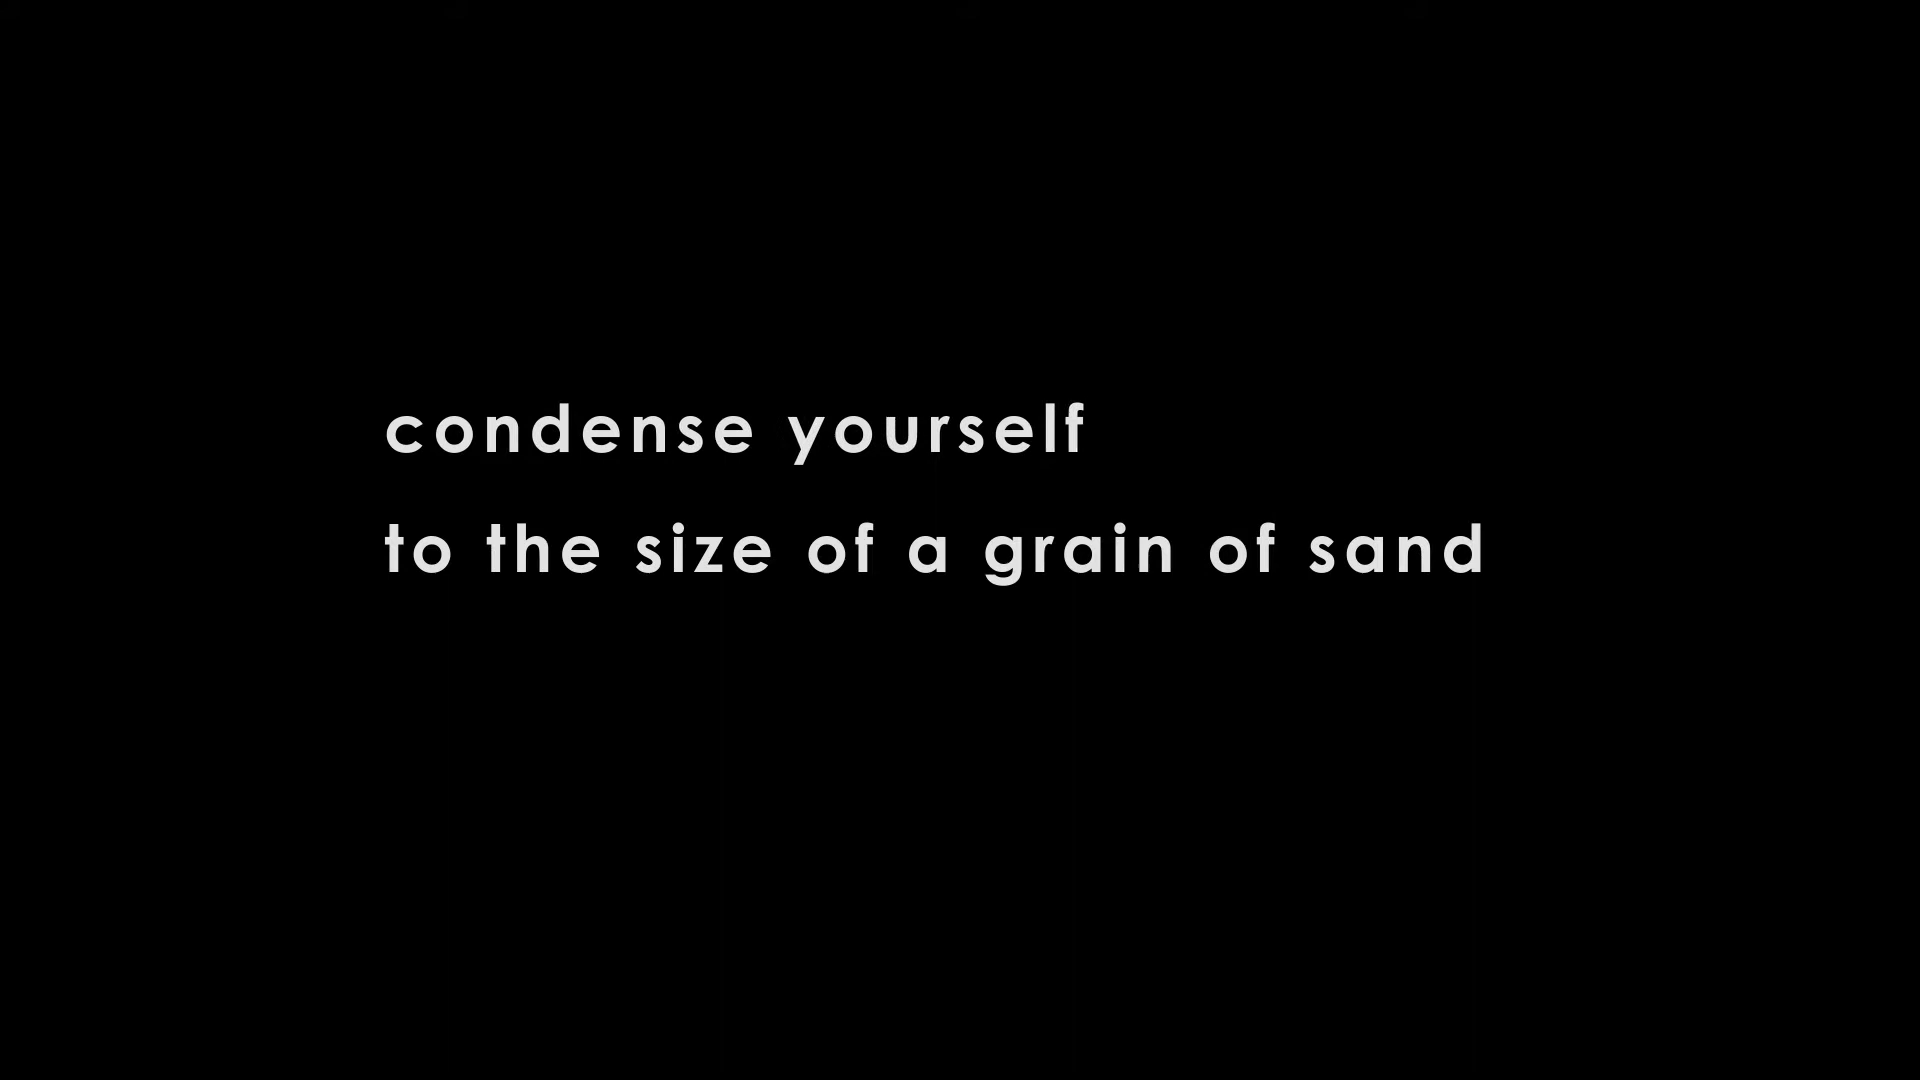 condense yourself
to the size of a grain of sand